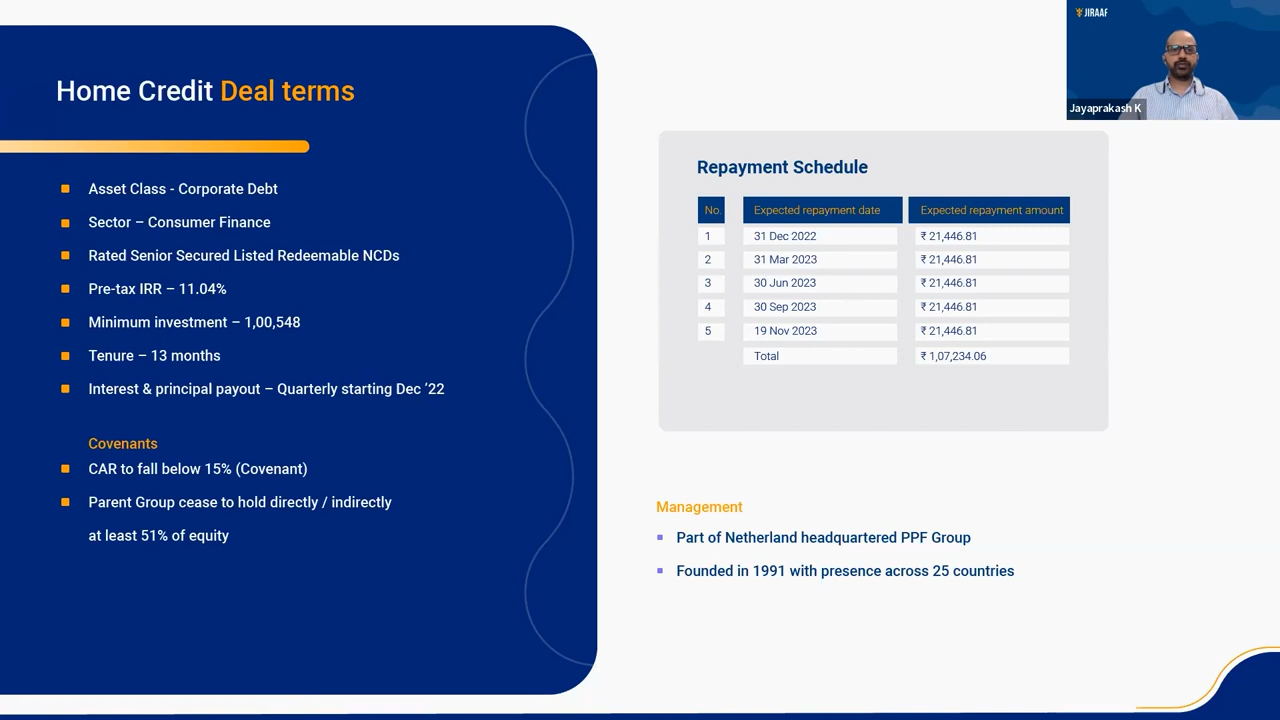 JIRAAF
Jayaprakash K
Home Credit Deal terms
Asset Class - Corporate Debt
Sector – Consumer Finance
Rated Senior Secured Listed Redeemable NCDs
Pre-tax IRR – 11.04%
Minimum investment – 1,00,548
Tenure – 13 months
Interest & principal payout – Quarterly starting Dec ’22
Covenants
CAR to fall below 15% (Covenant)
Parent Group cease to hold directly / indirectly
at least 51% of equity
Repayment Schedule
No. Expected repayment date Expected repayment amount
1 31 Dec 2022 ₹ 21,446.81
2 31 Mar 2023 ₹ 21,446.81
3 30 Jun 2023 ₹ 21,446.81
4 30 Sep 2023 ₹ 21,446.81
5 19 Nov 2023 ₹ 21,446.81
Total ₹ 1,07,234.06
Management
Part of Netherland headquartered PPF Group
Founded in 1991 with presence across 25 countries